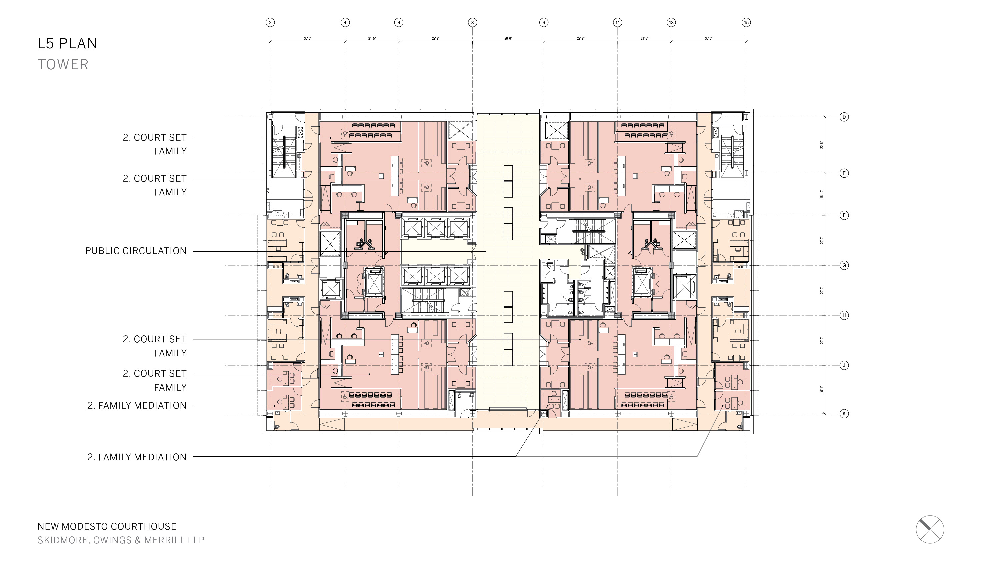 2 4 6 8 9 11 13 15
30'-0" 21'-5" 29'-6" 28'-6" 29'-6" 21'-5" 30'-0"
L5 PLAN
TOWER
D
22'-6"
2. COURT SET
FAMILY
E
2. COURT SET
FAMILY
16'-10"
F
20'-0"
PUBLIC CIRCULATION
G
20'-0"
H
2. COURT SET
FAMILY
20'-0"
J
2. COURT SET
FAMILY
19'-4"
2. FAMILY MEDIATION
K
2. FAMILY MEDIATION
NEW MODESTO COURTHOUSE
SKIDMORE, OWINGS & MERRILL LLP